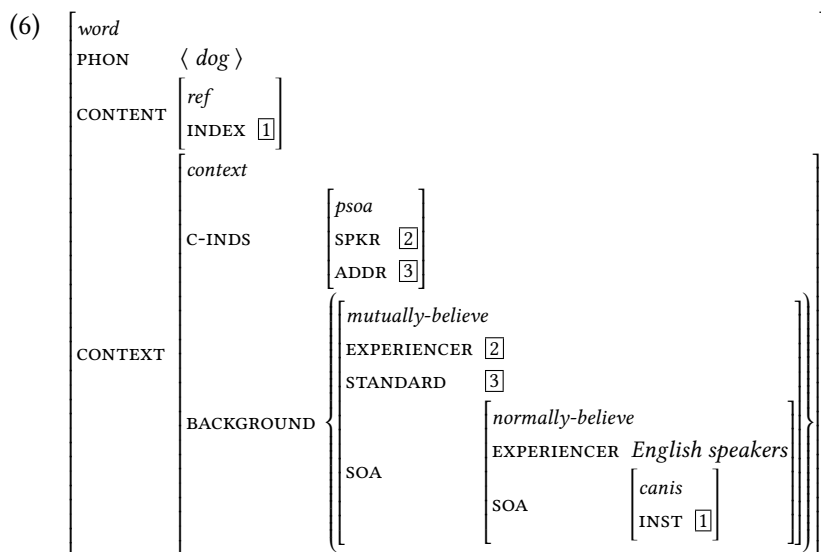 (6)
word
PHON ⟨ dog ⟩
ref
CONTENT
INDEX 1
context
psoa
C-INDS SPKR 2
ADDR 3
mutually-believe
EXPERIENCER 2
CONTEXT
STANDARD 3
normally-believe
BACKGROUND
EXPERIENCER English speakers
SOA
canis
SOA
INST 1